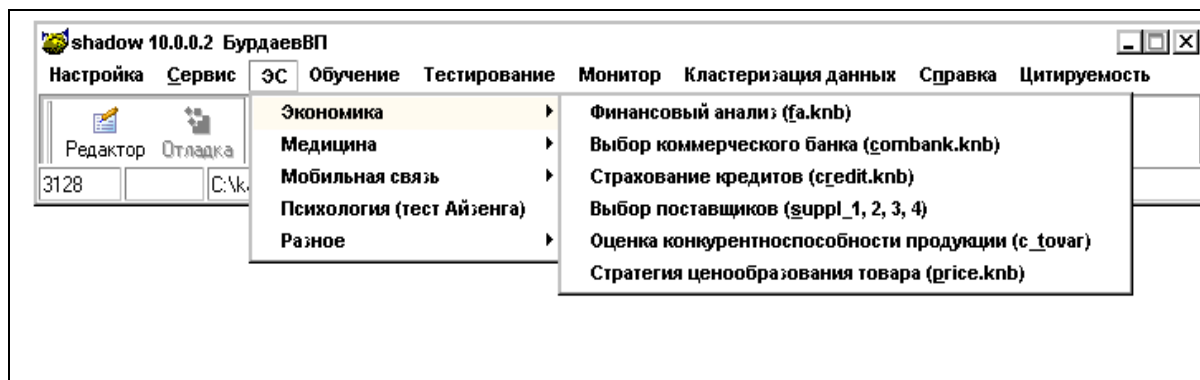 shadow 10.0.0.2 БурдаевВП
Настройка Сервис ЭС Обучение Тестирование Монитор Кластеризация данных Справка Цитируемость
Редактор Отладка
3128 C:\k
Экономика
Медицина
Мобильная связь
Психология (тест Айзенга)
Разное
Финансовый анализ (fa.knb)
Выбор коммерческого банка (combank.knb)
Страхование кредитов (credit.knb)
Выбор поставщиков (suppl_1, 2, 3, 4)
Оценка конкурентноспособности продукции (c_tovar)
Стратегия ценообразования товара (price.knb)